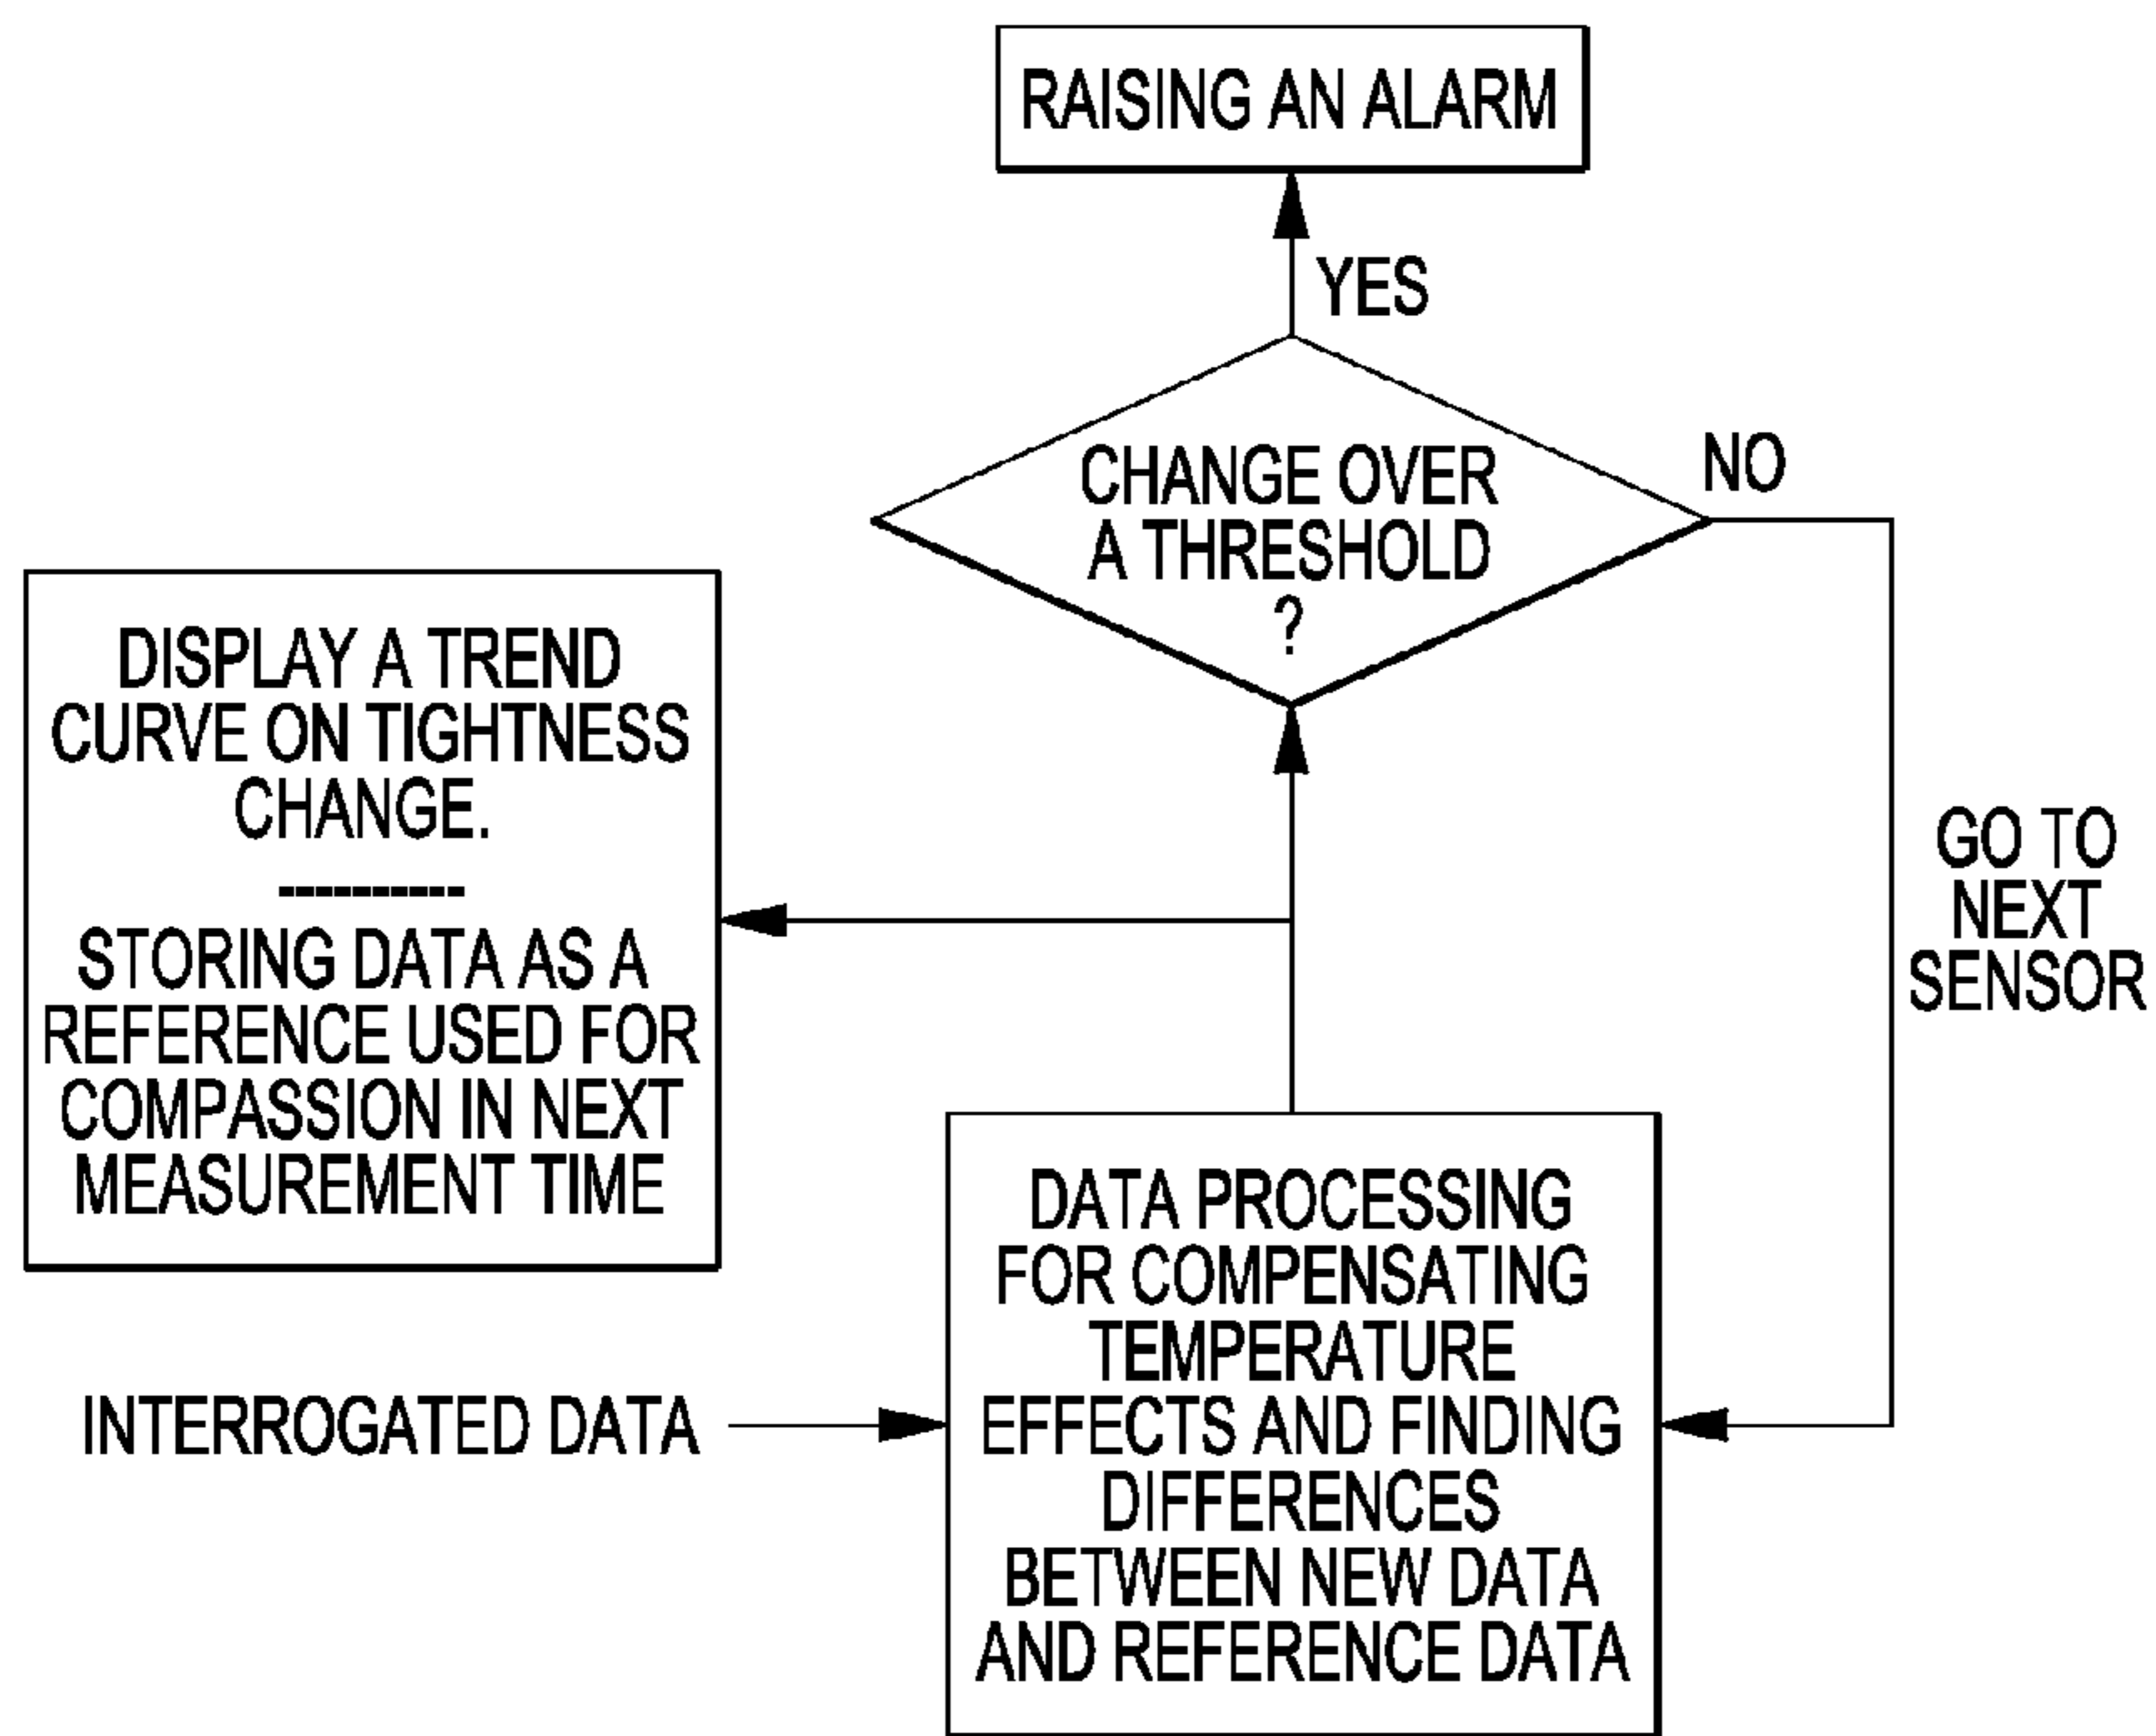 RAISING AN ALARM
YES
CHANGE OVER
A THRESHOLD
?
NO
DISPLAY A TREND
CURVE ON TIGHTNESS
CHANGE.
----------
STORING DATA AS A
REFERENCE USED FOR
COMPASSION IN NEXT
MEASUREMENT TIME
GO TO
NEXT
SENSOR
INTERROGATED DATA
DATA PROCESSING
FOR COMPENSATING
TEMPERATURE
EFFECTS AND FINDING
DIFFERENCES
BETWEEN NEW DATA
AND REFERENCE DATA